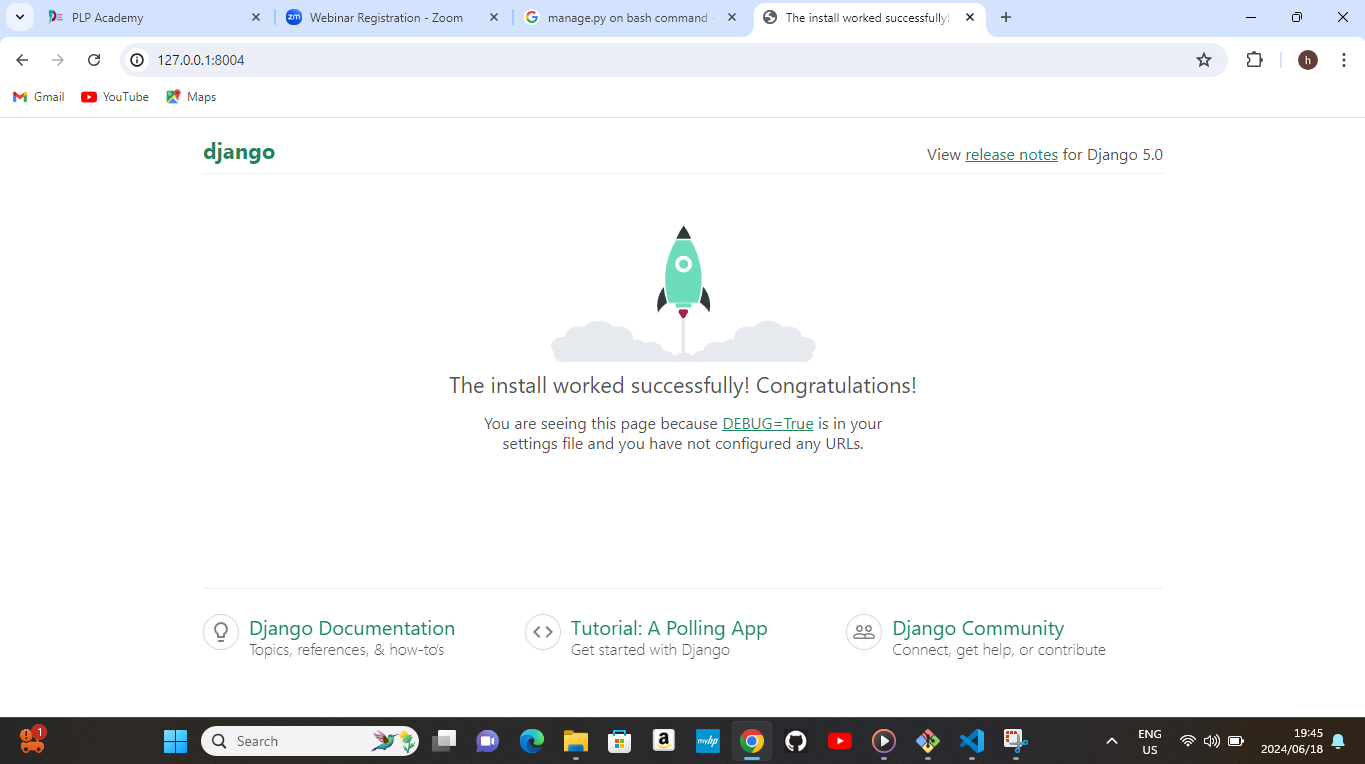 PLP Academy
Webinar Registration - Zoom
manage.py on bash command
The install worked successfully!
127.0.0.1:8004
h
Gmail
YouTube
Maps
django
View release notes for Django 5.0
The install worked successfully! Congratulations!
You are seeing this page because DEBUG=True is in your
settings file and you have not configured any URLs.
Django Documentation
Topics, references, & how-to's
Tutorial: A Polling App
Get started with Django
Django Community
Connect, get help, or contribute
1
Search
zm
a
myhp
ENG
US
19:45
2024/06/18